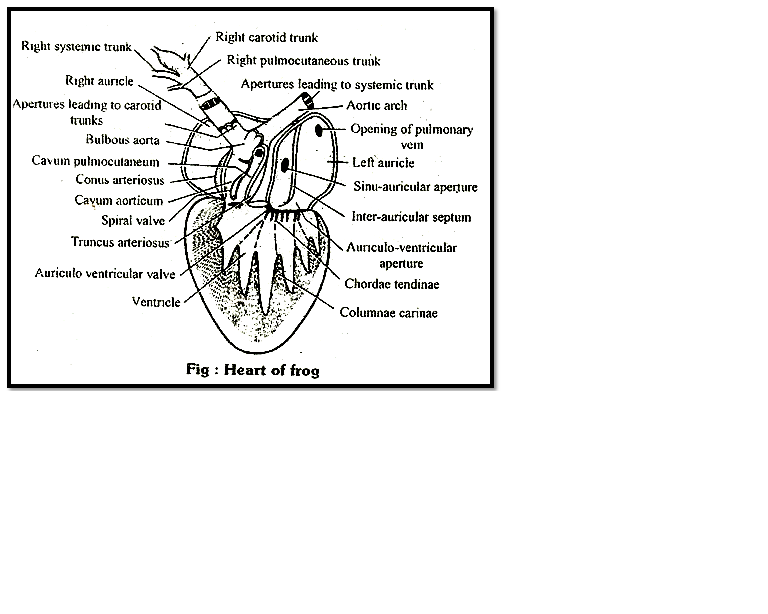 Right systemic trunk
Right carotid trunk
Right pulmocutaneous trunk
Right auricle
Apertures leading to systemic trunk
Apertures leading to carotid
trunks
Aortic arch
Bulbous aorta
Opening of pulmonary
vein
Cavum pulmocutaneum
Left auricle
Conus arteriosus
Sinu-auricular aperture
Cavum aorticum
Spiral valve
Inter-auricular septum
Truncus arteriosus
Auriculo-ventricular
aperture
Auriculo ventricular valve
Chordae tendinae
Ventricle
Columnae carinae
Fig : Heart of frog